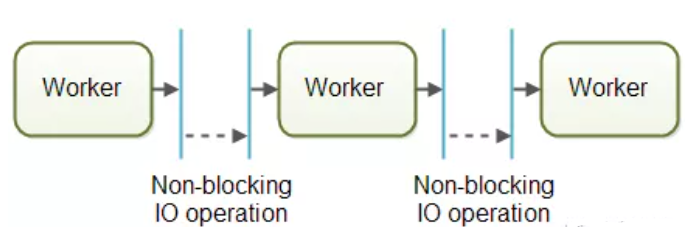 Worker
Worker
Worker
Non-blocking
IO operation
Non-blocking
IO operation